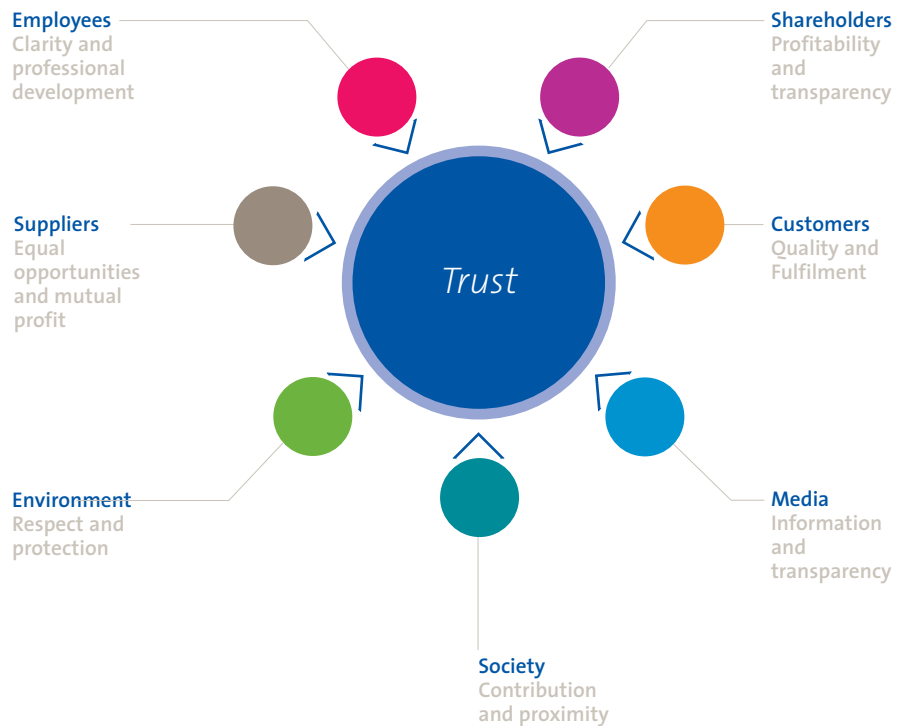 Employees
Clarity and
professional
development
Shareholders
Profitability
and
transparency
Suppliers
Equal
opportunities
and mutual
profit
Customers
Quality and
Fulfilment
Trust
Environment
Respect and
protection
Media
Information
and
transparency
Society
Contribution
and proximity